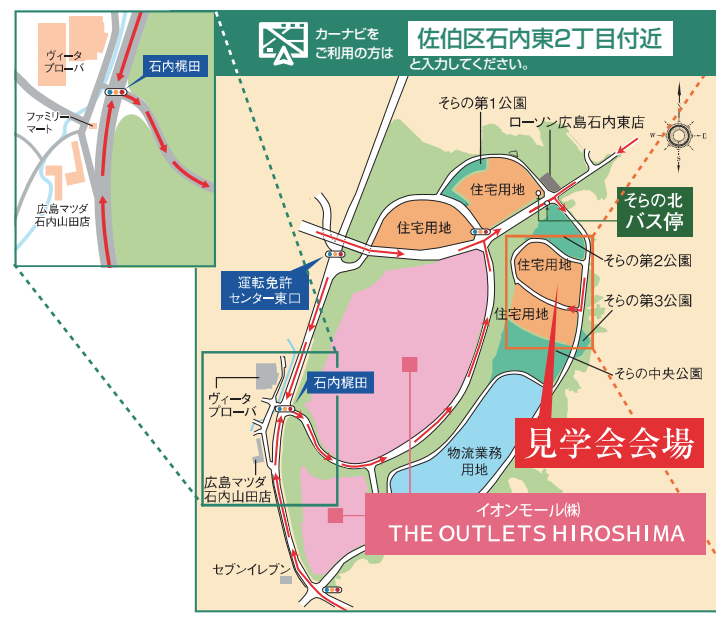 カーナビを
ご利用の方は
佐伯区石内東2丁目付近
と入力してください。
ヴィータ
プローバ
石内梶田
ファミリー
マート
広島マツダ
石内山田店
そらの第1公園
ローソン広島石内東店
N
W
E
S
住宅用地
住宅用地
そらの北
バス停
運転免許
センター東口
住宅用地
そらの第2公園
住宅用地
そらの第3公園
そらの中央公園
ヴィータ
プローバ
石内梶田
見学会会場
物流業務
用地
広島マツダ
石内山田店
イオンモール㈱
THE OUTLETS HIROSHIMA
セブンイレブン